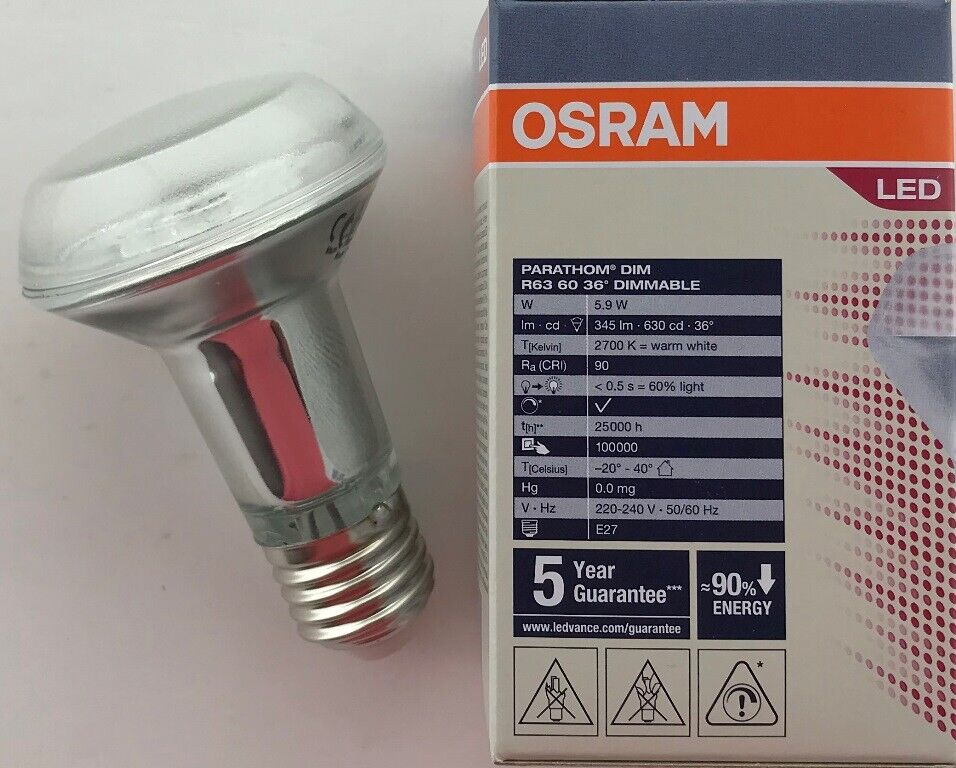 LED
OSRAM
LED
PARATHOM® DIM
R63 60 36° DIMMABLE
W 5.9 W
lm · cd · 345 lm · 630 cd · 36°
T[Kelvin] 2700 K = warm white
Ra (CRI) 90
< 0.5 s = 60% light
* ✓
t[h]** 25000 h
100000
T[Celsius] –20° - 40°
Hg 0.0 mg
V · Hz 220-240 V · 50/60 Hz
E27
5 Year
Guarantee***
www.ledvance.com/guarantee
≈90%
ENERGY
*
!